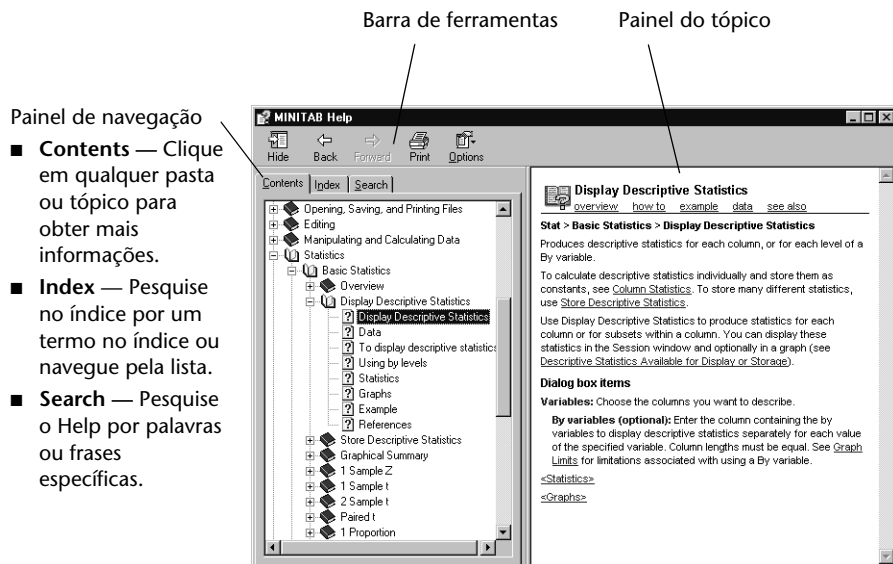 Barra de ferramentas
Painel do tópico
Painel de navegação
■ Contents — Clique
em qualquer pasta
ou tópico para
obter mais
informações.
■ Index — Pesquise
no índice por um
termo no índice ou
navegue pela lista.
■ Search — Pesquise
o Help por palavras
ou frases
específicas.
MINITAB Help
Hide
Back
Forward
Print
Options
Contents
Index
Search
Opening, Saving, and Printing Files
Editing
Manipulating and Calculating Data
Statistics
Basic Statistics
Overview
Display Descriptive Statistics
Display Descriptive Statistics
Data
To display descriptive statistics
Using by levels
Statistics
Graphs
Example
References
Store Descriptive Statistics
Graphical Summary
1 Sample Z
1 Sample t
2 Sample t
Paired t
1 Proportion
Display Descriptive Statistics
overview how to example data see also
Stat > Basic Statistics > Display Descriptive Statistics
Produces descriptive statistics for each column, or for each level of a
By variable.
To calculate descriptive statistics individually and store them as
constants, see Column Statistics. To store many different statistics,
use Store Descriptive Statistics.
Use Display Descriptive Statistics to produce statistics for each
column or for subsets within a column. You can display these
statistics in the Session window and optionally in a graph (see
Descriptive Statistics Available for Display or Storage).
Dialog box items
Variables: Choose the columns you want to describe.
By variables (optional): Enter the column containing the by
variables to display descriptive statistics separately for each value
of the specified variable. Column lengths must be equal. See Graph
Limits for limitations associated with using a By variable.
<Statistics>
<Graphs>